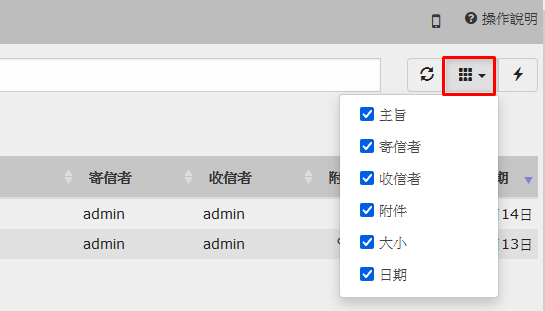 操作說明
主旨
寄信者 收信者 附 期
寄信者
收信者
admin admin 14日
附件
admin admin 13日
大小
日期